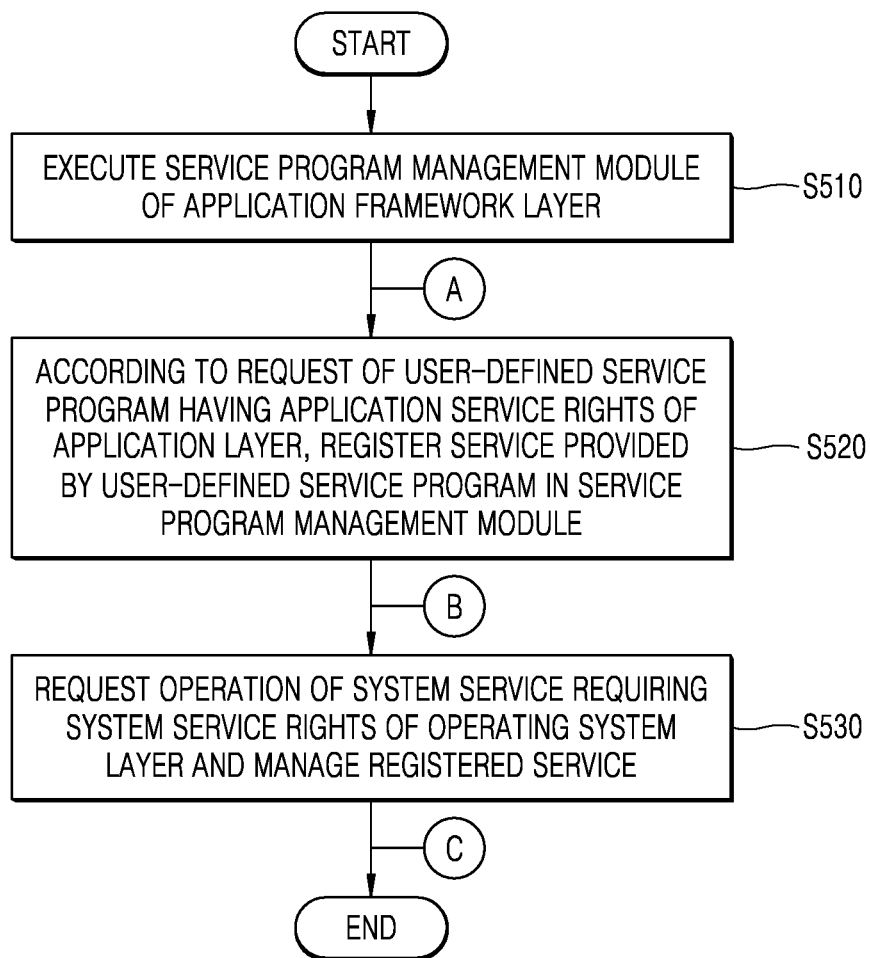 START
EXECUTE SERVICE PROGRAM MANAGEMENT MODULE
OF APPLICATION FRAMEWORK LAYER
S510
A
ACCORDING TO REQUEST OF USER-DEFINED SERVICE
PROGRAM HAVING APPLICATION SERVICE RIGHTS OF
APPLICATION LAYER, REGISTER SERVICE PROVIDED
BY USER-DEFINED SERVICE PROGRAM IN SERVICE
PROGRAM MANAGEMENT MODULE
S520
B
REQUEST OPERATION OF SYSTEM SERVICE REQUIRING
SYSTEM SERVICE RIGHTS OF OPERATING SYSTEM
LAYER AND MANAGE REGISTERED SERVICE
S530
C
END